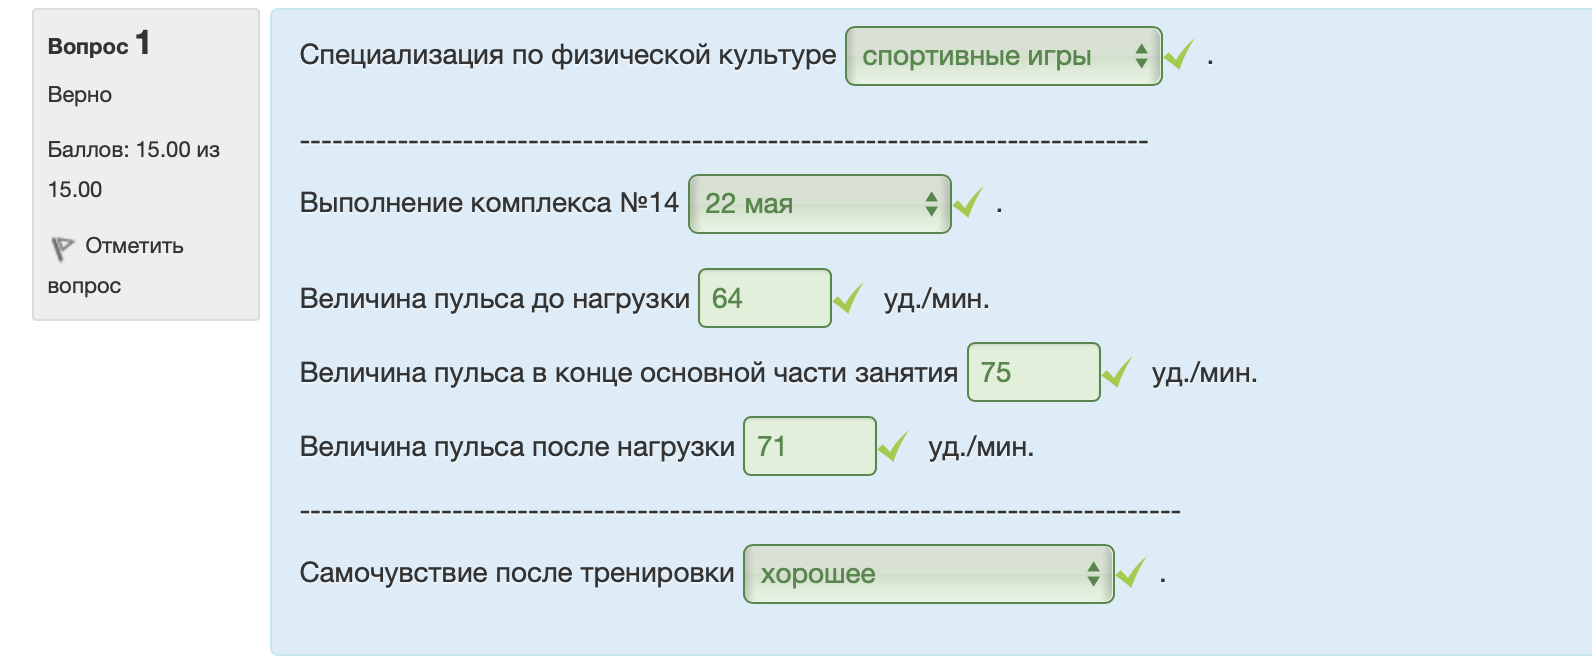 Вопрос 1
Верно
Баллов: 15.00 из
15.00
Отметить
вопрос
Специализация по физической культуре спортивные игры .
------------------------------------------------------------------------------
Выполнение комплекса №14 22 мая .
Величина пульса до нагрузки 64 уд./мин.
Величина пульса в конце основной части занятия 75 уд./мин.
Величина пульса после нагрузки 71 уд./мин.
---------------------------------------------------------------------------------
Самочувствие после тренировки хорошее .